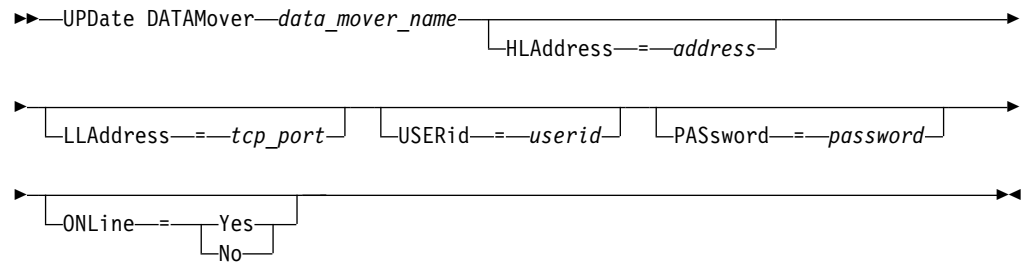 UPDate DATAMover data_mover_name
HLAddress = address
LLAddress = tcp_port USERid = userid PASsword = password
ONLine = Yes
No